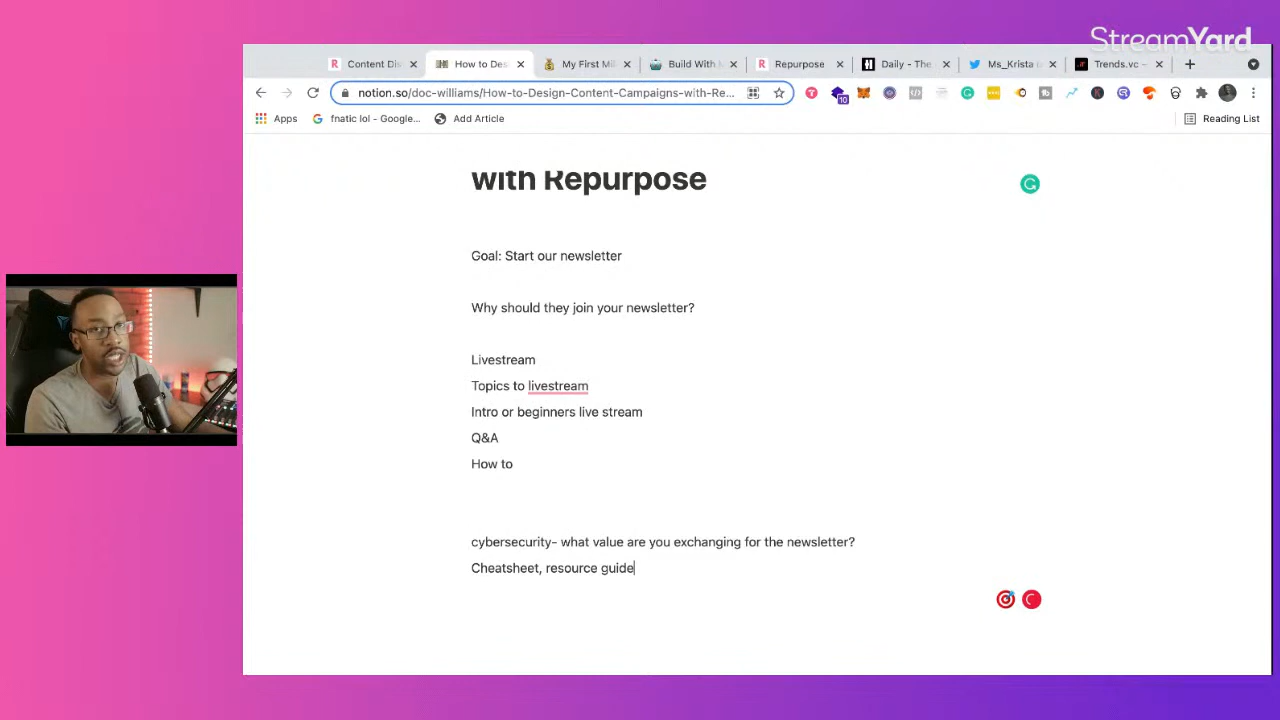 StreamYard
Content Dis
How to Des
My First Mi
Build With
Repurpose
Daily - The
Ms_Krista
Trends.vc -
notion.so/doc-williams/How-to-Design-Content-Campaigns-with-Re...
10
Apps
fnatic lol - Google...
Add Article
Reading List
with Repurpose
Goal: Start our newsletter
Why should they join your newsletter?
Livestream
Topics to livestream
Intro or beginners live stream
Q&A
How to
cybersecurity- what value are you exchanging for the newsletter?
Cheatsheet, resource guide